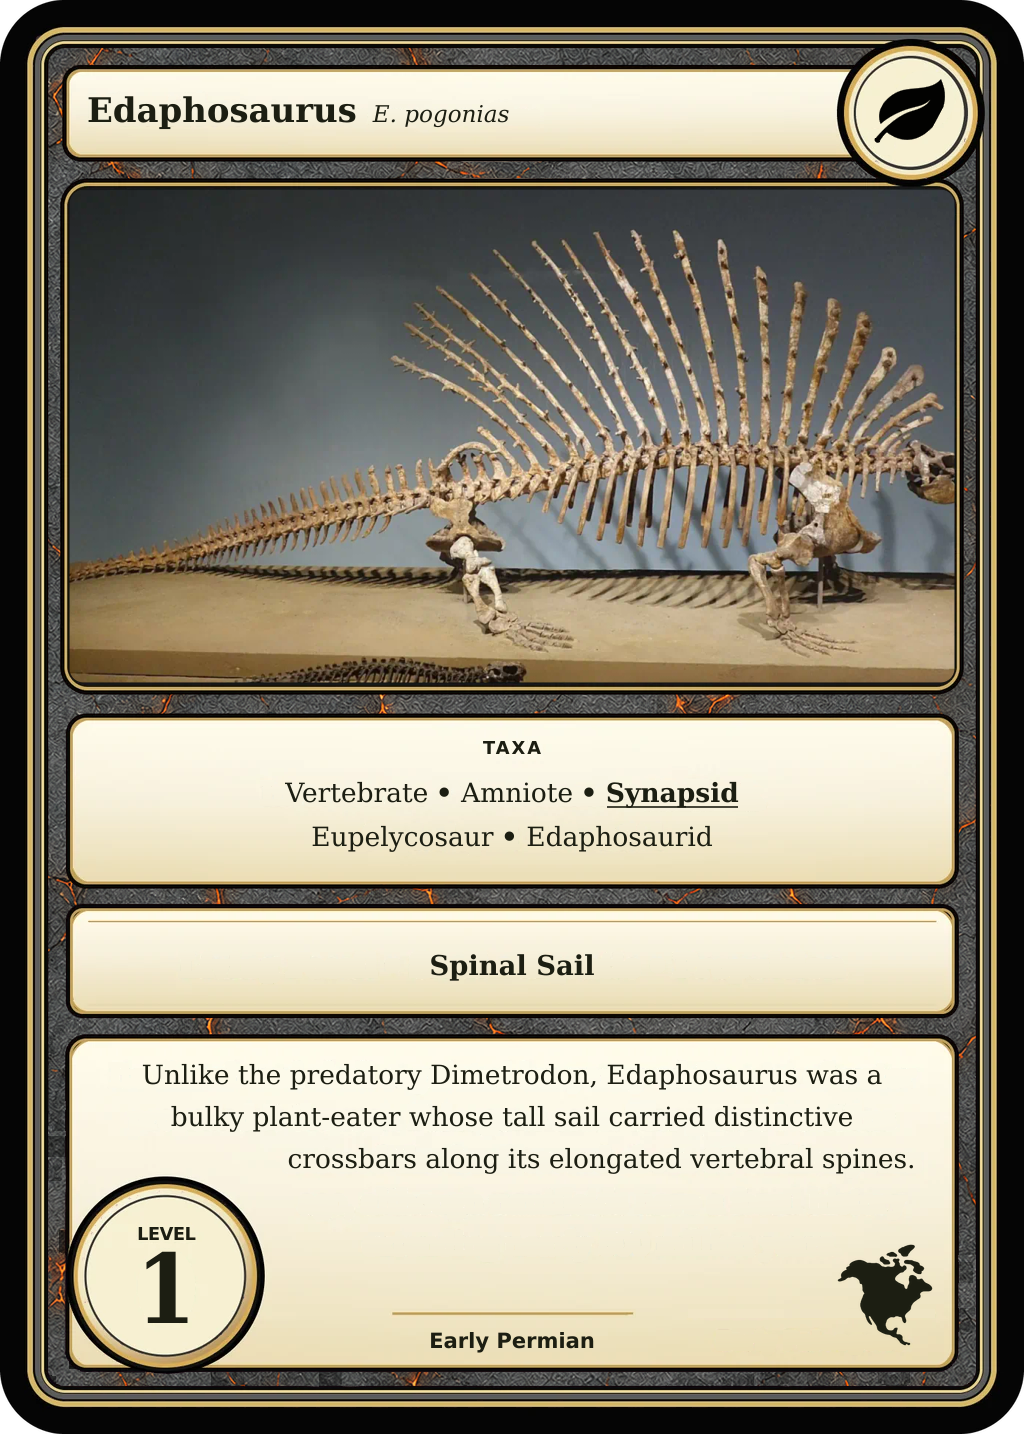 Edaphosaurus E. pogonias
TAXA
Vertebrate • Amniote • Synapsid
Eupelycosaur • Edaphosaurid
Spinal Sail
Unlike the predatory Dimetrodon, Edaphosaurus was a
bulky plant-eater whose tall sail carried distinctive
crossbars along its elongated vertebral spines.
LEVEL
1
Early Permian